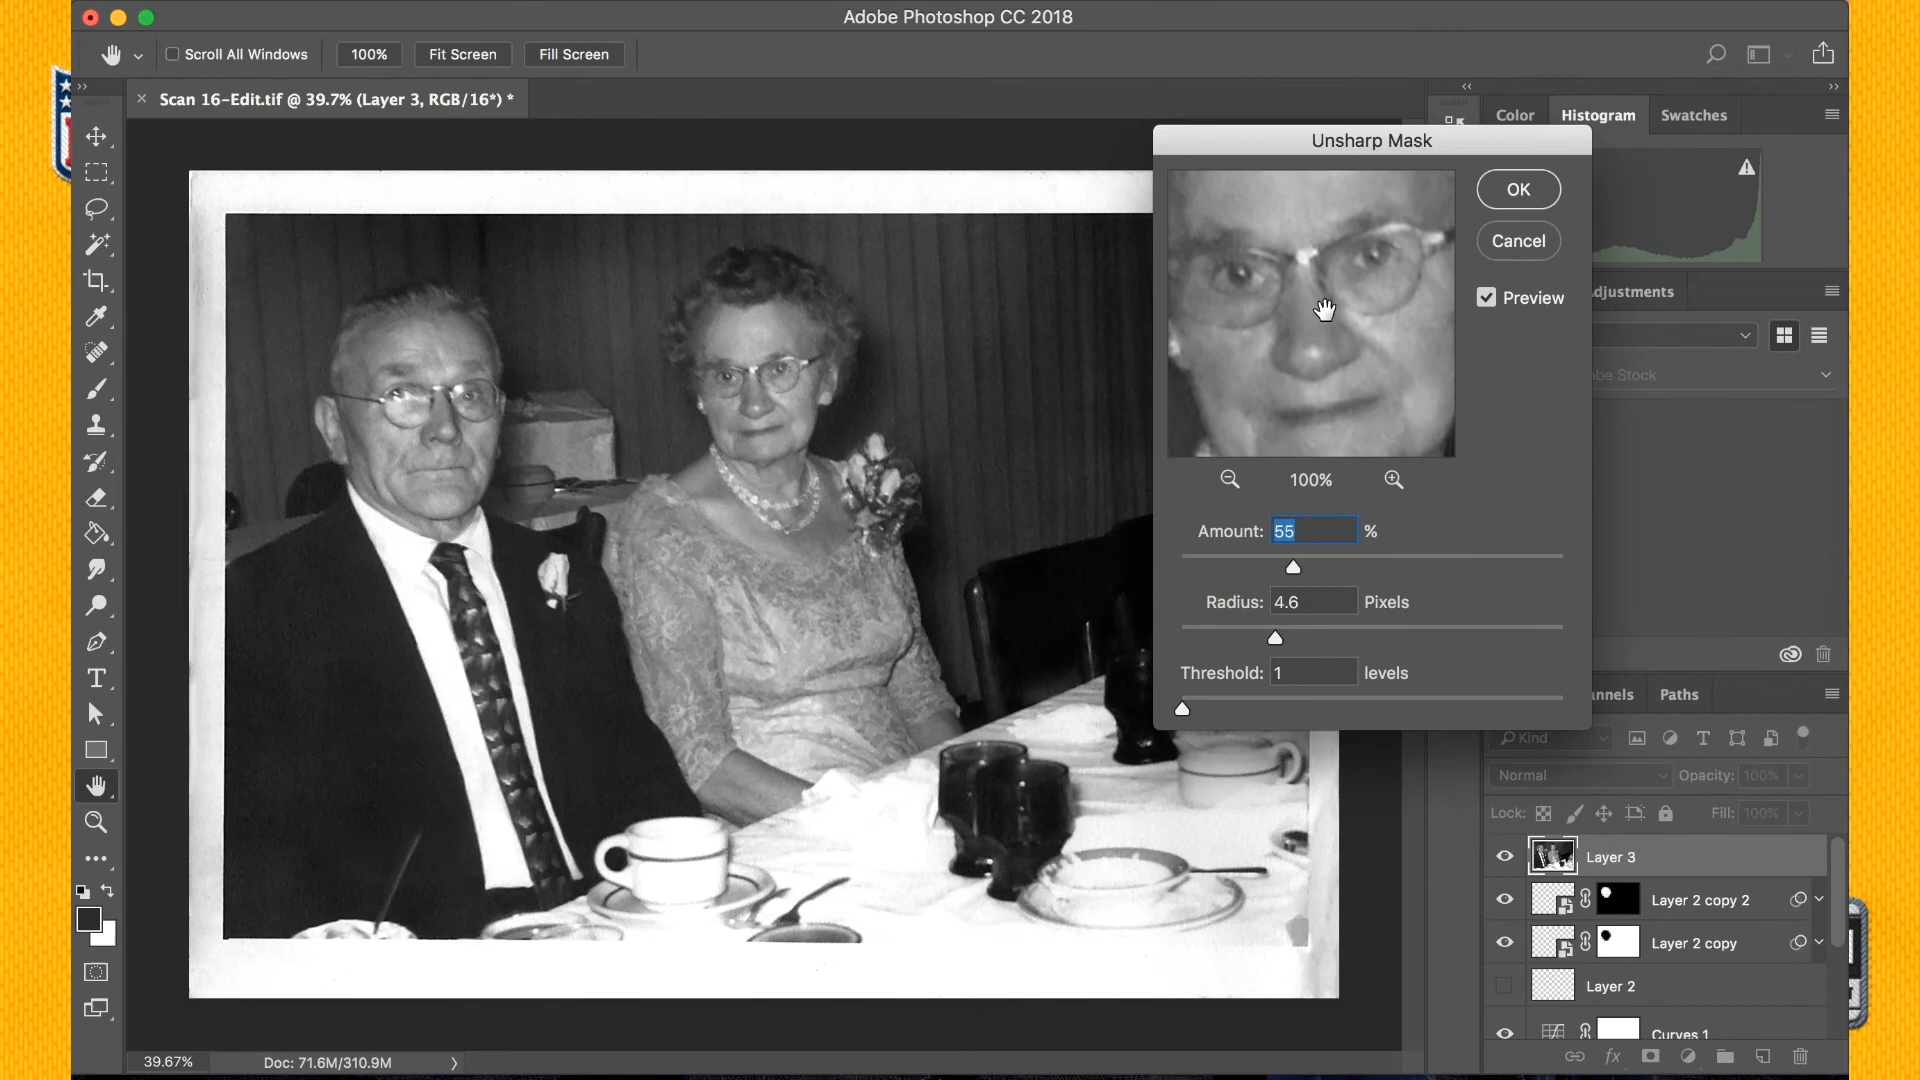 Adobe Photoshop CC 2018
Scroll All Windows 100% Fit Screen Fill Screen
Scan 16-Edit.tif @ 39.7% (Layer 3, RGB/16*) *
Color Histogram Swatches
Unsharp Mask
OK
Cancel
Preview
djustments
be Stock
100%
Amount: 55 %
Radius: 4.6 Pixels
Threshold: 1 levels
nnels Paths
Kind
Normal Opacity: 100%
Lock: Fill: 100%
Layer 3
Layer 2 copy 2
Layer 2 copy
Layer 2
Curves 1
fx
39.67% Doc: 71.6M/310.9M